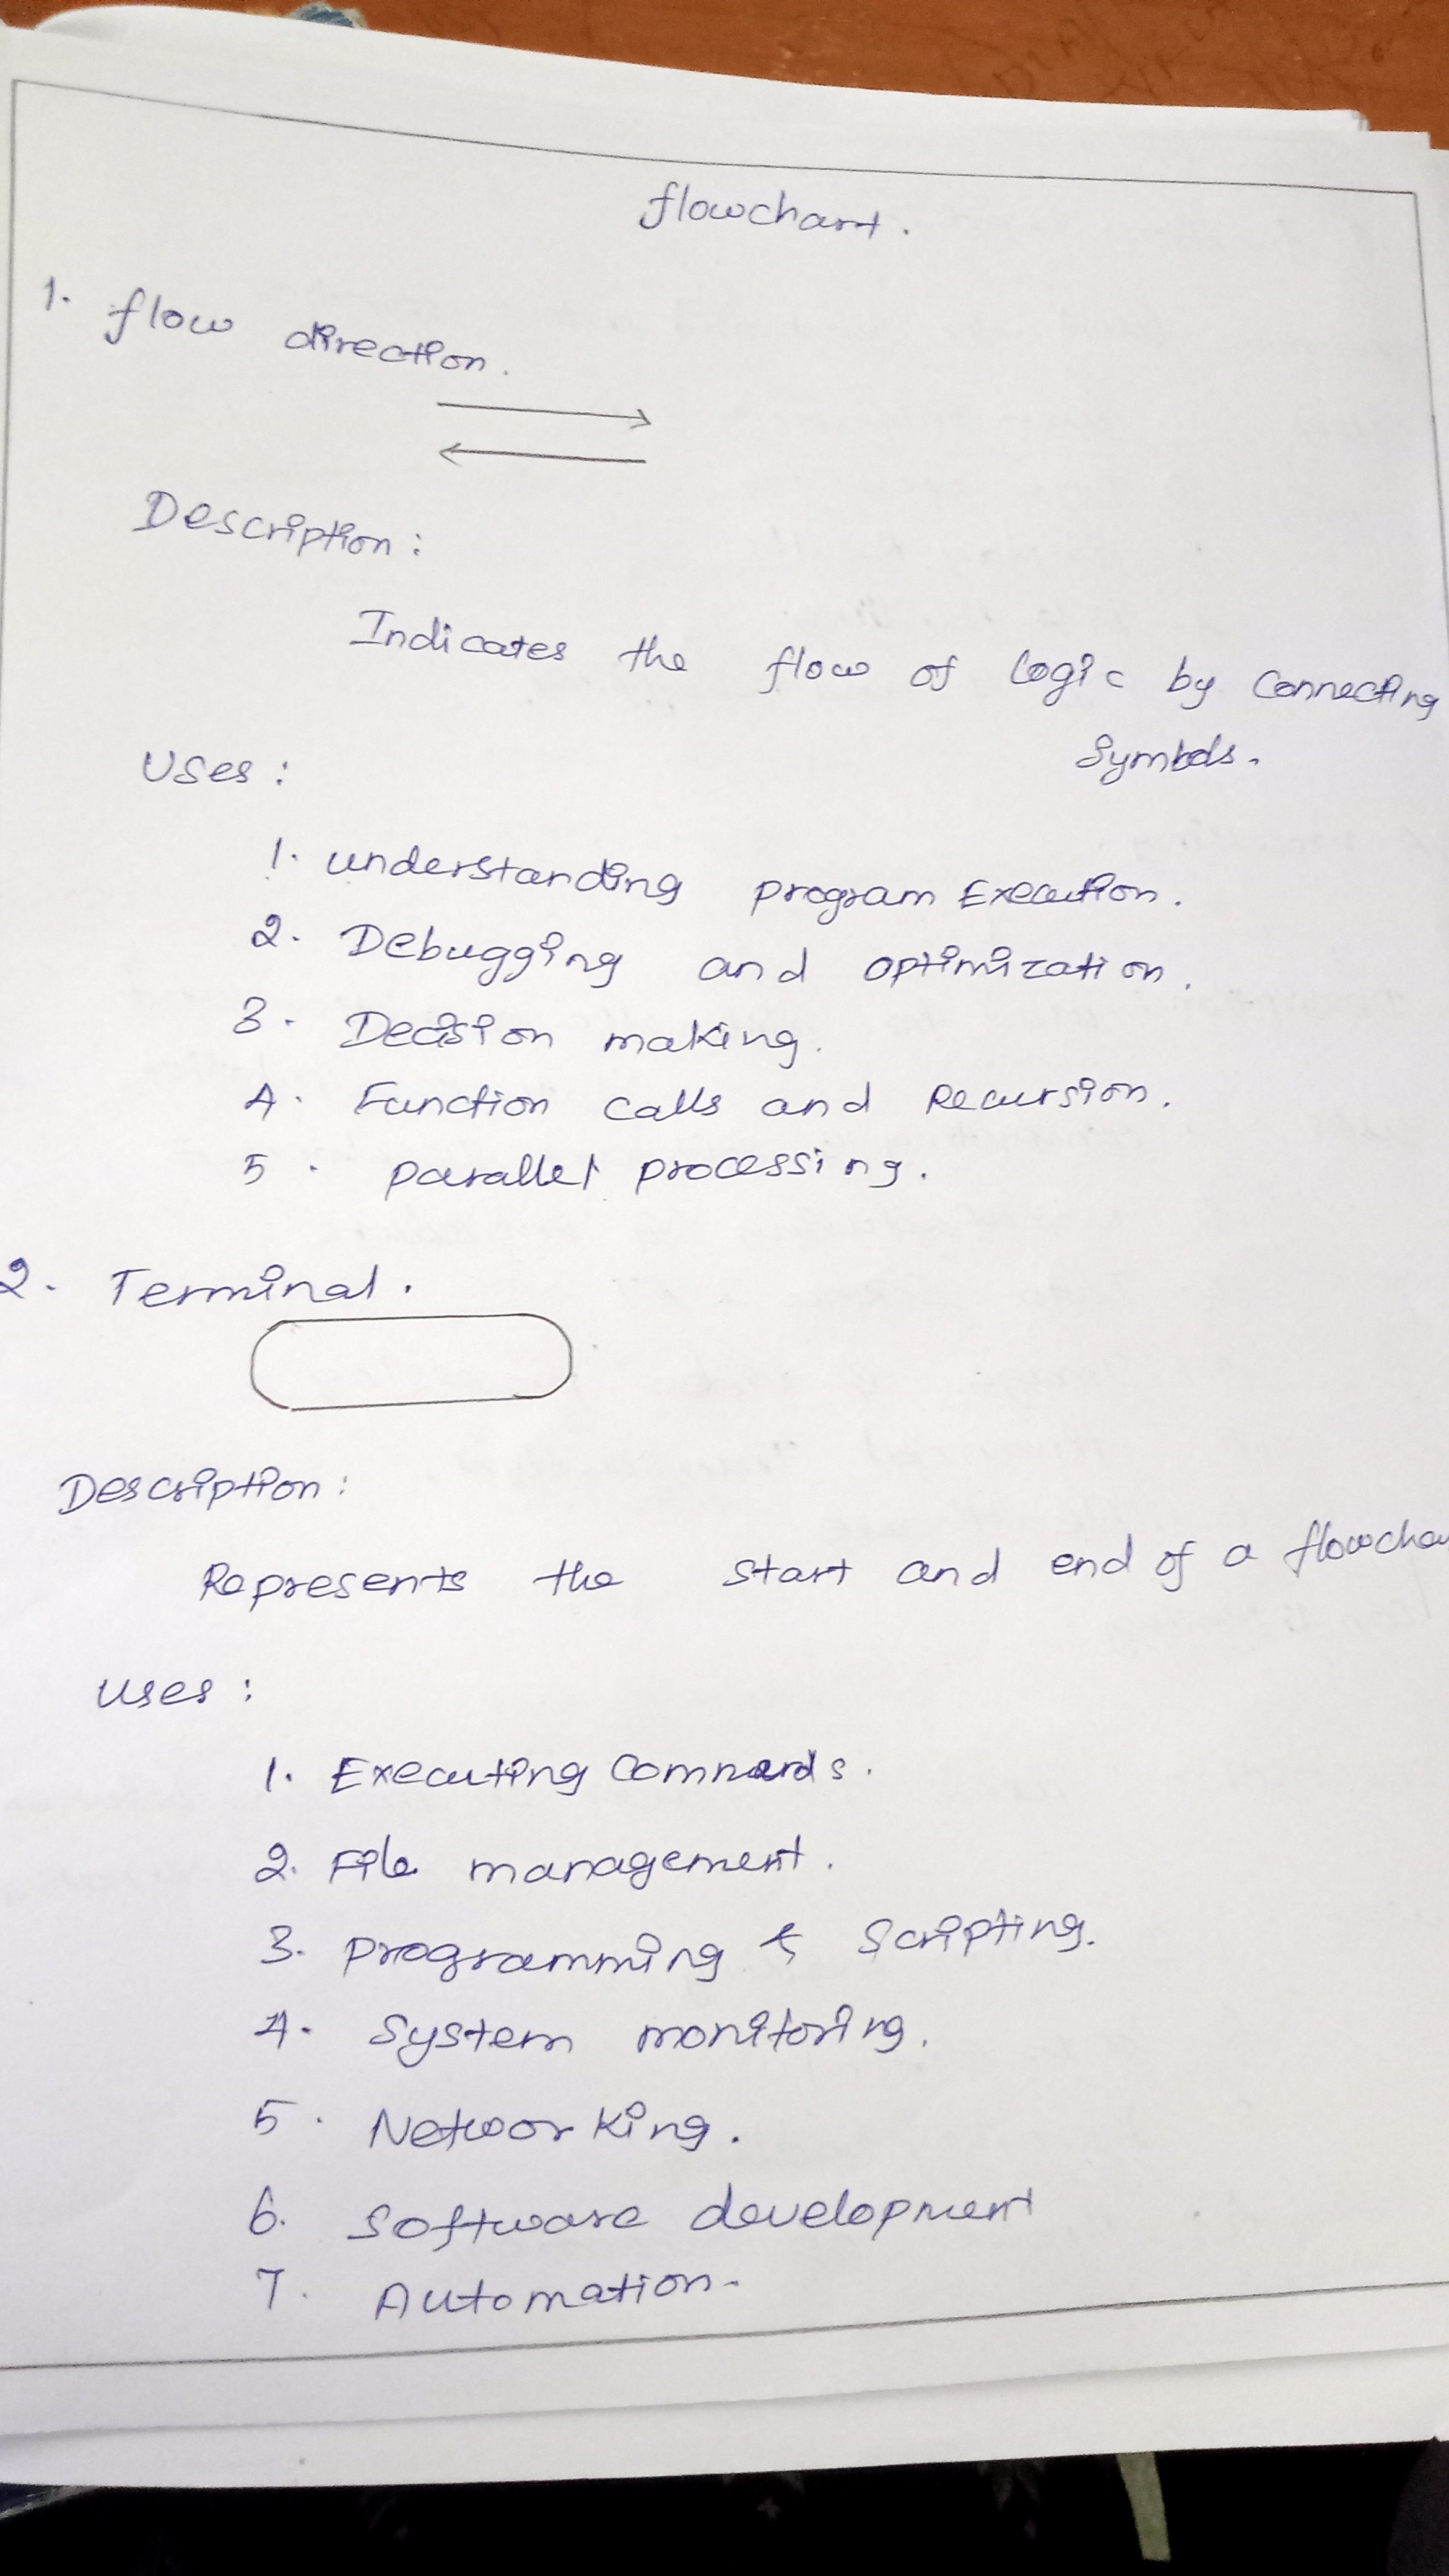 flowchart.
1. flow direction.
Description:
Indicates the flow of logic by connecting
symbols.
Uses:
1. understanding program Execution.
2. Debugging and optimization.
3. Decision making.
4. Function calls and Recursion.
5. parallel processing.
2. Terminal.
Description:
Represents the start and end of a flowchar
Uses:
1. Executing commands.
2. File management.
3. programming & Scripting.
4. System monitoring.
5. Networking.
6. Software development
7. Automation.